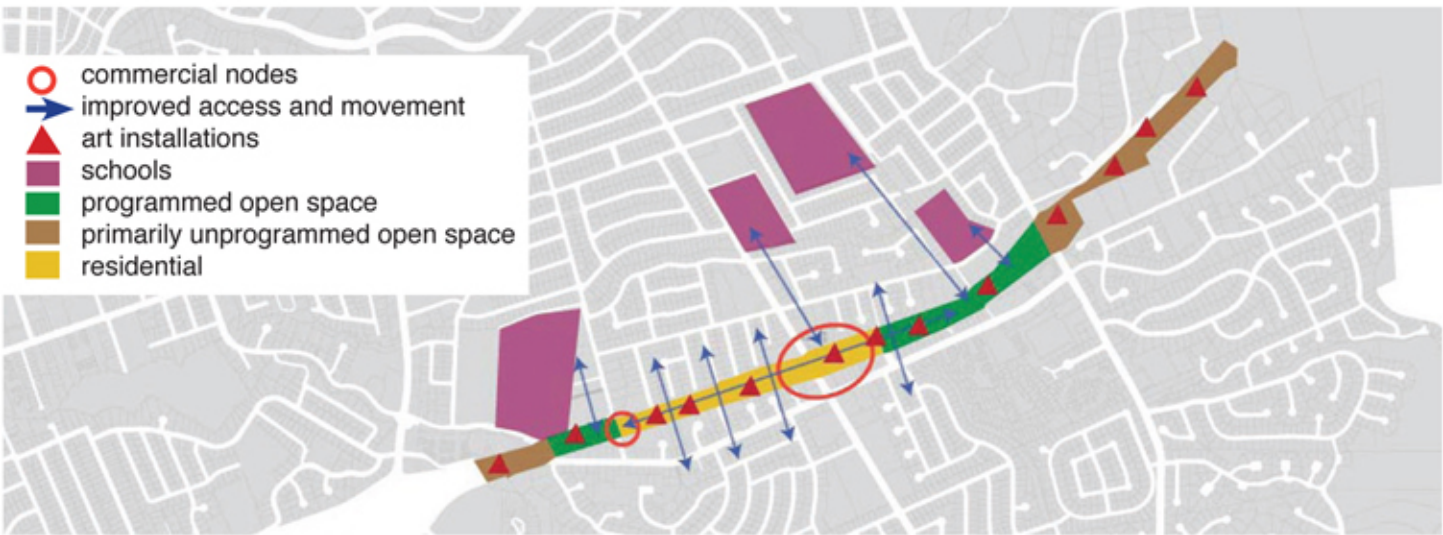 commercial nodes
improved access and movement
art installations
schools
programmed open space
primarily unprogrammed open space
residential